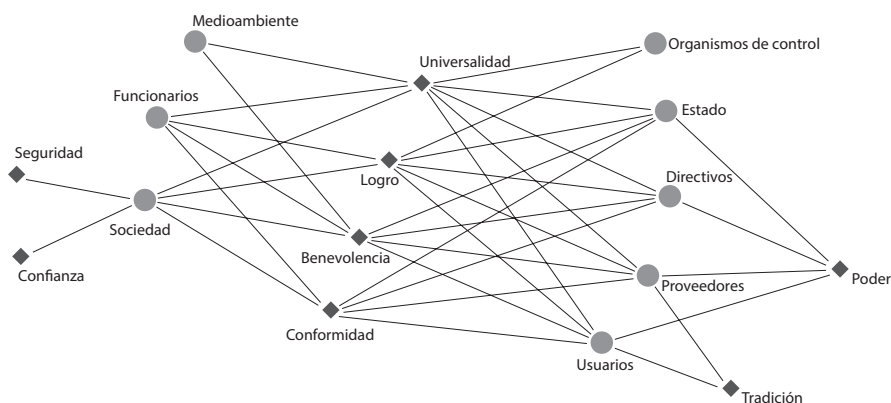 Medioambiente
Organismos de control
Universalidad
Funcionarios
Estado
Seguridad
Logro
Directivos
Sociedad
Benevolencia
Confianza
Poder
Proveedores
Conformidad
Usuarios
Tradición